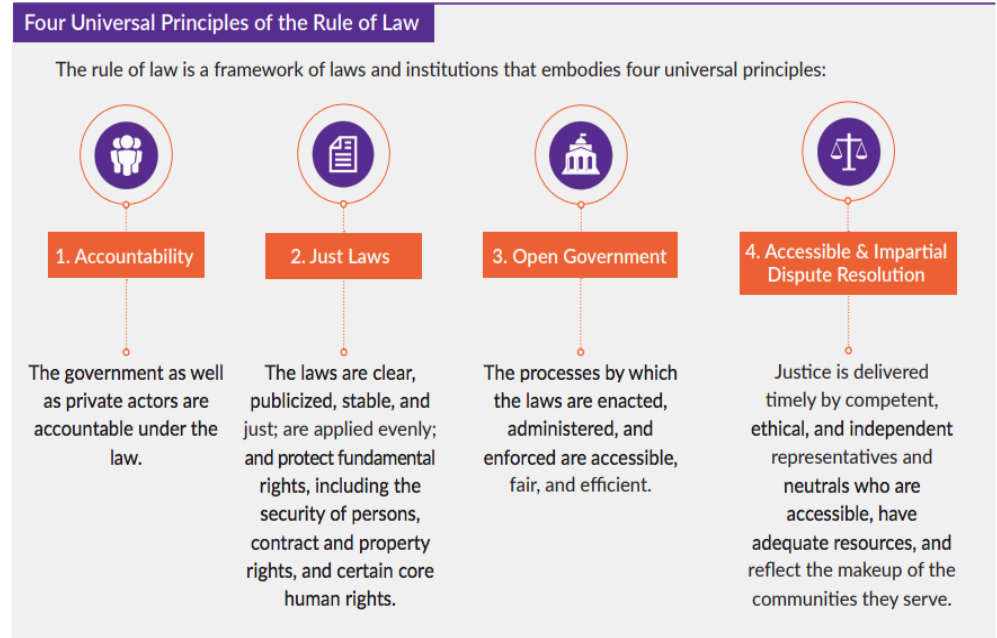 Four Universal Principles of the Rule of Law
The rule of law is a framework of laws and institutions that embodies four universal principles:
1. Accountability
The government as well
as private actors are
accountable under the
law.
2. Just Laws
The laws are clear,
publicized, stable, and
just; are applied evenly;
and protect fundamental
rights, including the
security of persons,
contract and property
rights, and certain core
human rights.
3. Open Government
The processes by which
the laws are enacted,
administered, and
enforced are accessible,
fair, and efficient.
4. Accessible & Impartial
Dispute Resolution
Justice is delivered
timely by competent,
ethical, and independent
representatives and
neutrals who are
accessible, have
adequate resources, and
reflect the makeup of the
communities they serve.